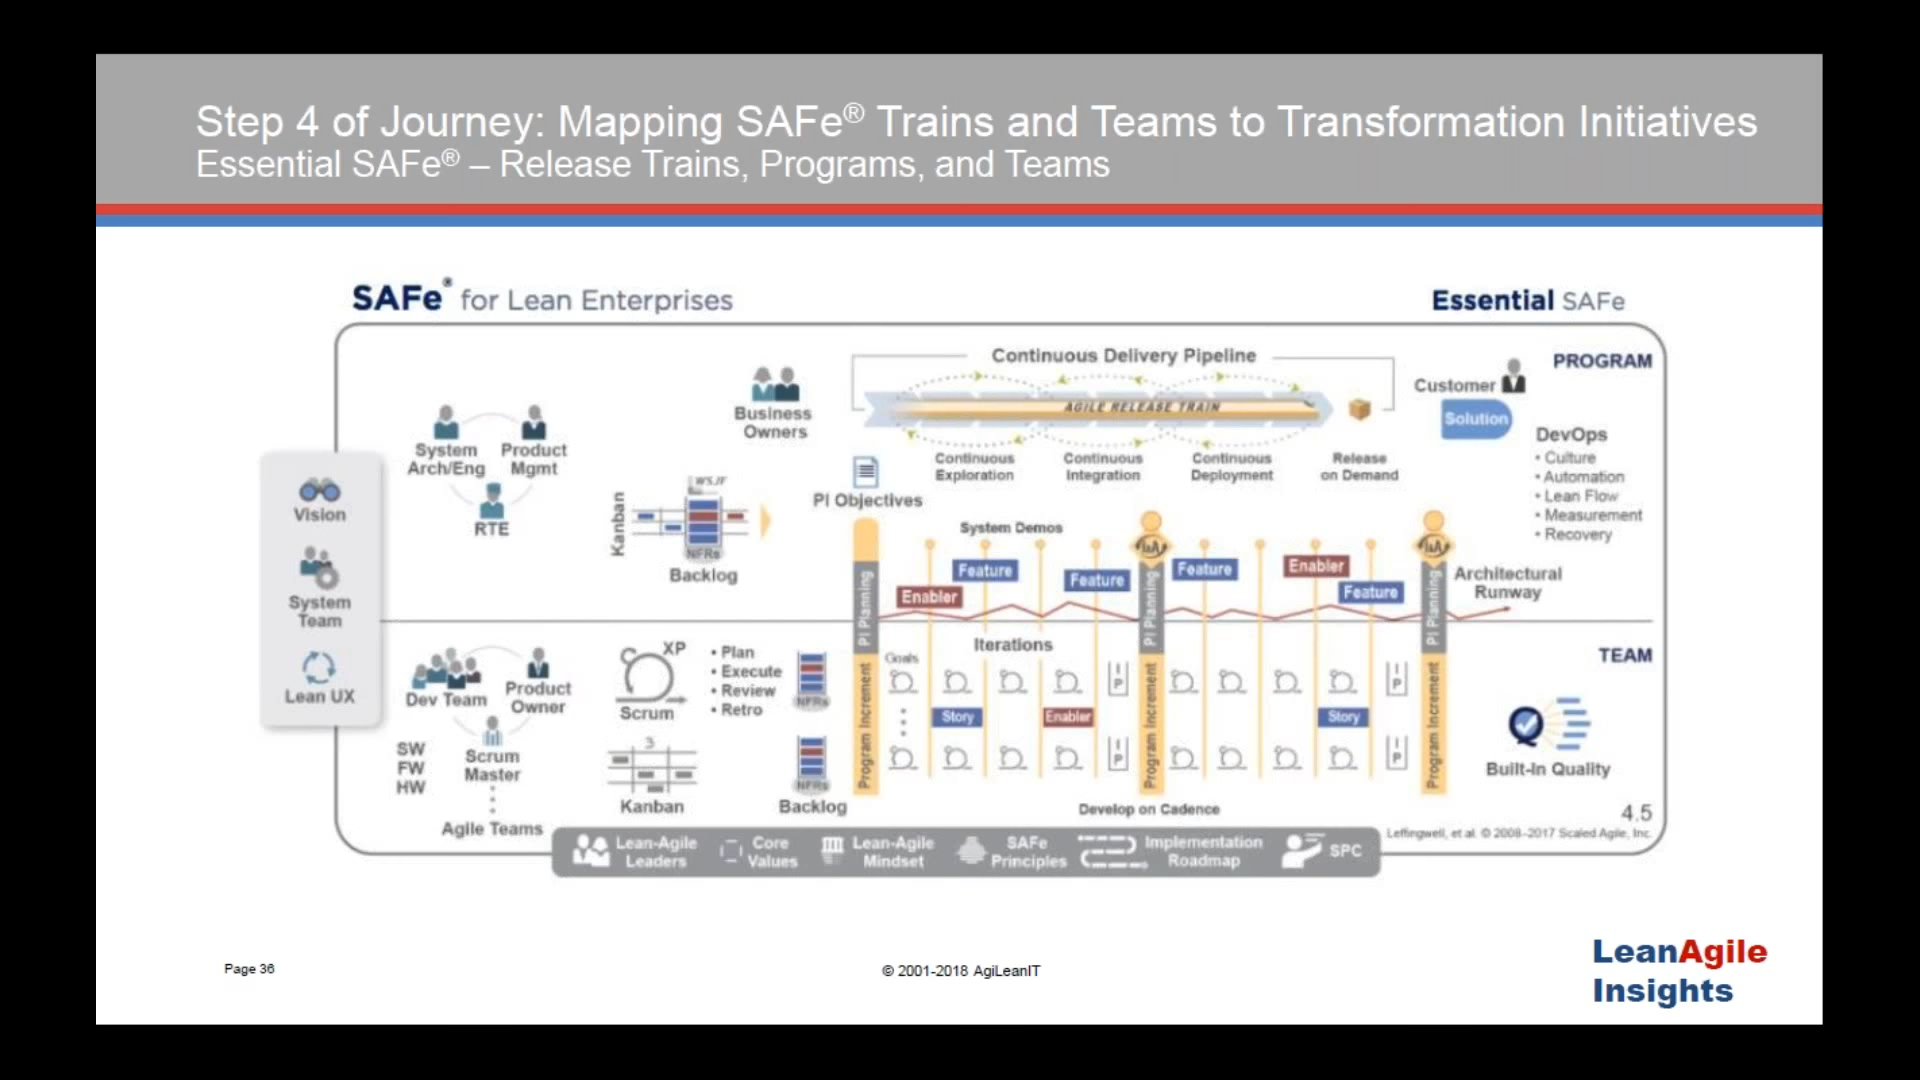 Step 4 of Journey: Mapping SAFe® Trains and Teams to Transformation Initiatives
Essential SAFe® – Release Trains, Programs, and Teams
SAFe® for Lean Enterprises
Essential SAFe
PROGRAM
Continuous Delivery Pipeline
AGILE RELEASE TRAIN
Continuous
Exploration
Continuous
Integration
Continuous
Deployment
Release
on Demand
Business
Owners
Customer
Solution
DevOps
• Culture
• Automation
• Lean Flow
• Measurement
• Recovery
System
Arch/Eng
Product
Mgmt
RTE
Vision
System
Team
Lean UX
Kanban
WSJF
NFRs
Backlog
PI Objectives
System Demos
I&A
I&A
Enabler
Feature
Feature
Feature
Enabler
Feature
Architectural
Runway
PI Planning
PI Planning
PI Planning
TEAM
Dev Team
Product
Owner
Scrum
Master
SW
FW
HW
Agile Teams
XP
Scrum
• Plan
• Execute
• Review
• Retro
NFRs
3
Kanban
NFRs
Backlog
Program Increment
Program Increment
Program Increment
Goals
Iterations
I P
I P
Story
Enabler
Story
I P
I P
Develop on Cadence
Built-In Quality
4.5
Leffingwell, et al. © 2008–2017 Scaled Agile, Inc.
Lean-Agile
Leaders
Core
Values
Lean-Agile
Mindset
SAFe
Principles
Implementation
Roadmap
SPC
Page 36
© 2001-2018 AgiLeanIT
LeanAgile
Insights